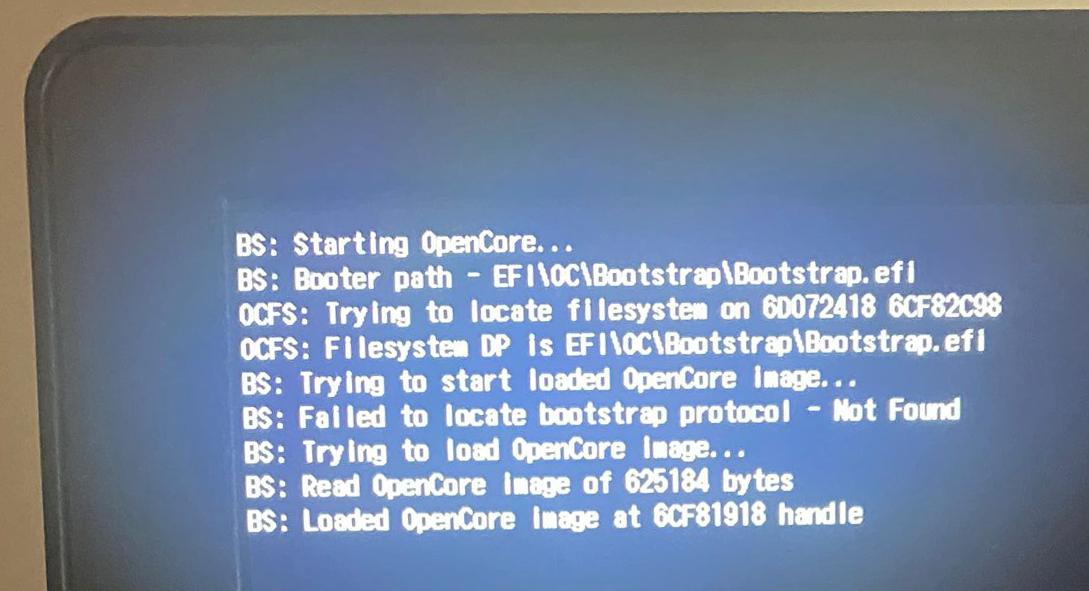 BS: Starting OpenCore...
BS: Booter path - EFI\OC\Bootstrap\Bootstrap.efi
OCFS: Trying to locate filesystem on 6D072418 6CF82C98
OCFS: Filesystem DP is EFI\OC\Bootstrap\Bootstrap.efi
BS: Trying to start loaded OpenCore image...
BS: Failed to locate bootstrap protocol - Not Found
BS: Trying to load OpenCore image...
BS: Read OpenCore image of 625184 bytes
BS: Loaded OpenCore image at 6CF81918 handle